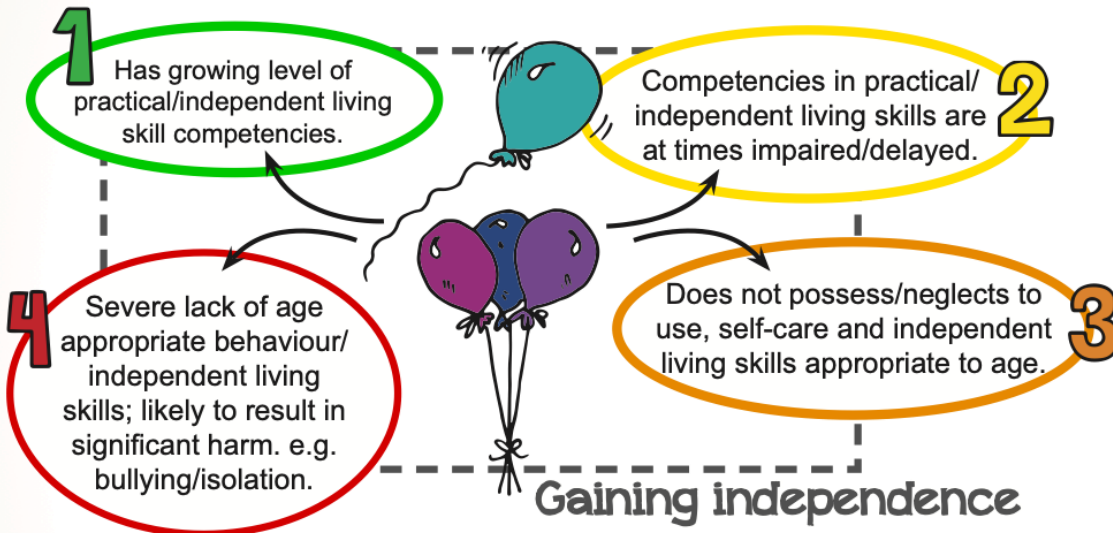 1
Has growing level of
practical/independent living
skill competencies.
2
Competencies in practical/
independent living skills are
at times impaired/delayed.
3
Does not possess/neglects to
use, self-care and independent
living skills appropriate to age.
4
Severe lack of age
appropriate behaviour/
independent living
skills; likely to result in
significant harm. e.g.
bullying/isolation.
Gaining independence